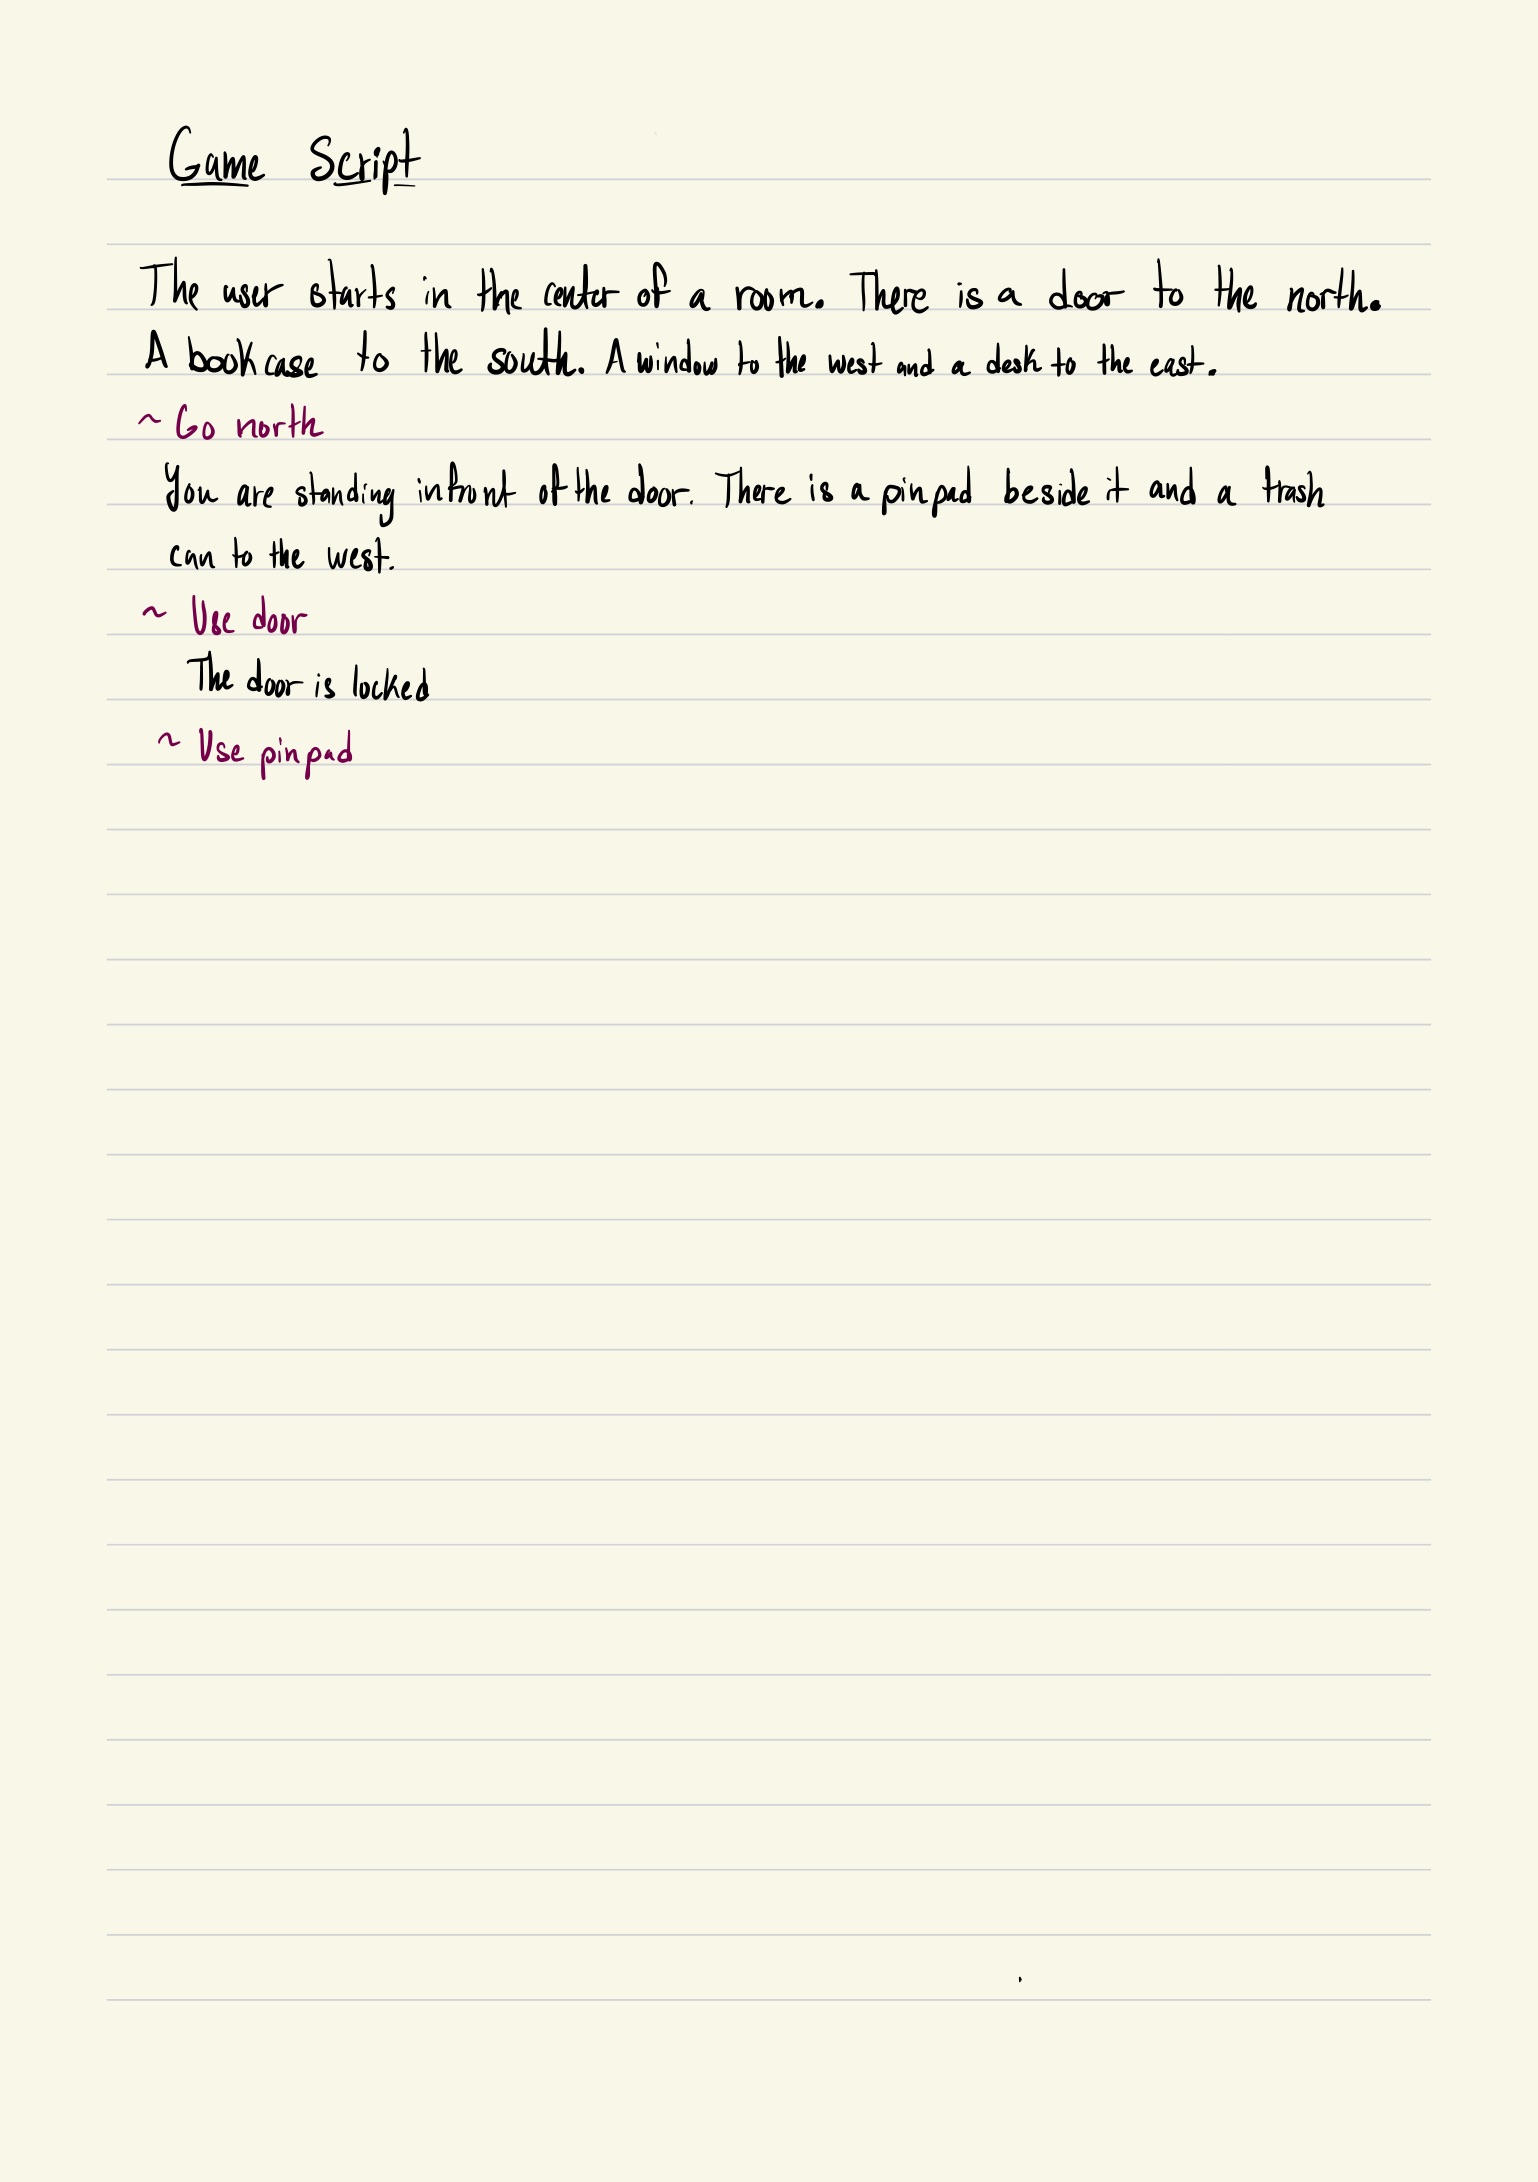 Game Script
The user starts in the center of a room. There is a door to the north.
A bookcase to the south. A window to the west and a desk to the east.
~ Go north
You are standing infront of the door. There is a pinpad beside it and a trash
can to the west.
~ Use door
The door is locked
~ Use pinpad